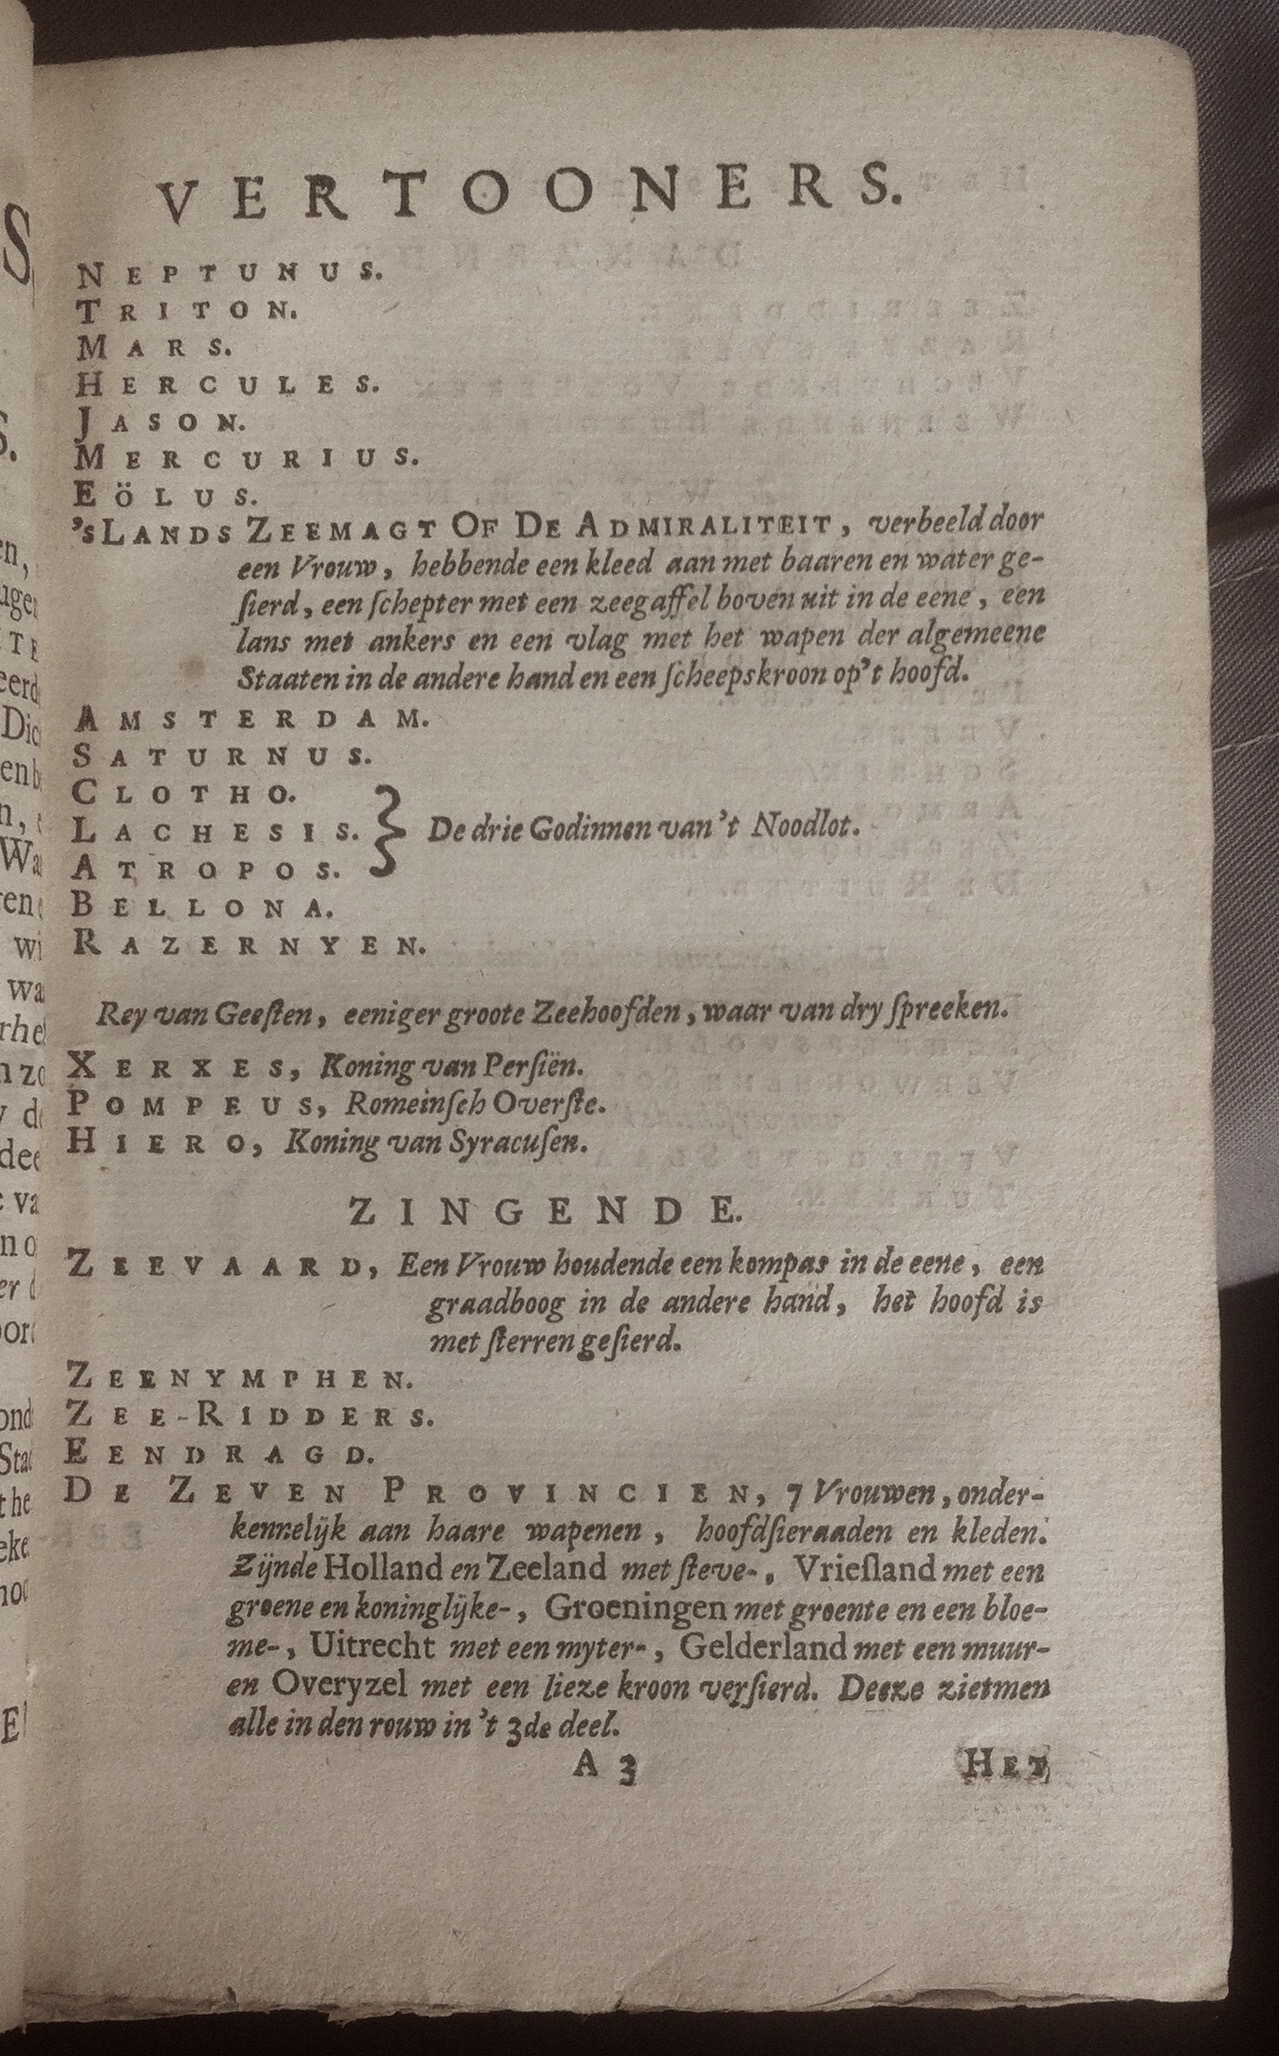 VERTOONERS.
NEPTUNUS.
TRITON.
MARS.
HERCULES.
JASON.
MERCURIUS.
EÖLUS.
'sLANDS ZEEMAGT OF DE ADMIRALITEIT, verbeeld door
een Vrouw, hebbende een kleed aan met baaren en water ge-
ſierd, een ſchepter met een zeegaffel boven uit in de eene, een
lans met ankers en een vlag met het wapen der algemeene
Staaten in de andere hand en een ſcheepskroon op't hoofd.
AMSTERDAM.
SATURNUS.
CLOTHO.
LACHESIS. } De drie Godinnen van 't Noodlot.
ATROPOS.
BELLONA.
RAZERNYEN.
Rey van Geeſten, eeniger groote Zeehoofden, waar van dry ſpreeken.
XERXES, Koning van Perſiën.
POMPEUS, Romeinſch Overſte.
HIERO, Koning van Syracuſen.
ZINGENDE.
ZEEVAARD, Een Vrouw houdende een kompas in de eene, een
graadboog in de andere hand, het hoofd is
met ſterren geſierd.
ZEENYMPHEN.
ZEE-RIDDERS.
EENDRAGD.
DE ZEVEN PROVINCIEN, 7 Vrouwen, onder-
kennelijk aan haare wapenen, hoofdſieraaden en kleden.
Zijnde Holland en Zeeland met ſteve-, Vrieſland met een
groene en koninglijke-, Groeningen met groente en een bloe-
me-, Uitrecht met een myter-, Gelderland met een muur-
en Overyzel met een lieze kroon verſierd. Deeze zietmen
alle in den rouw in 't 3de deel.
A 3 HET